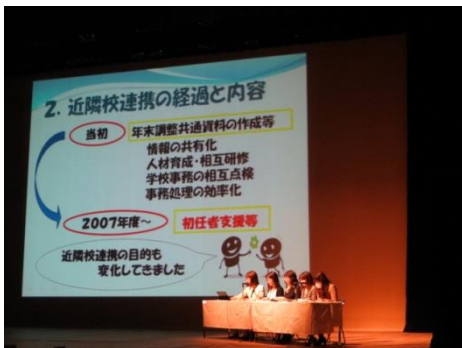 2. 近隣校連携の経過と内容
当初 年末調整共通資料の作成等
情報の共有化
人材育成・相互研修
学校事務の相互点検
事務処理の効率化
2007年度~ 初任者支援等
近隣校連携の目的も
変化してきました